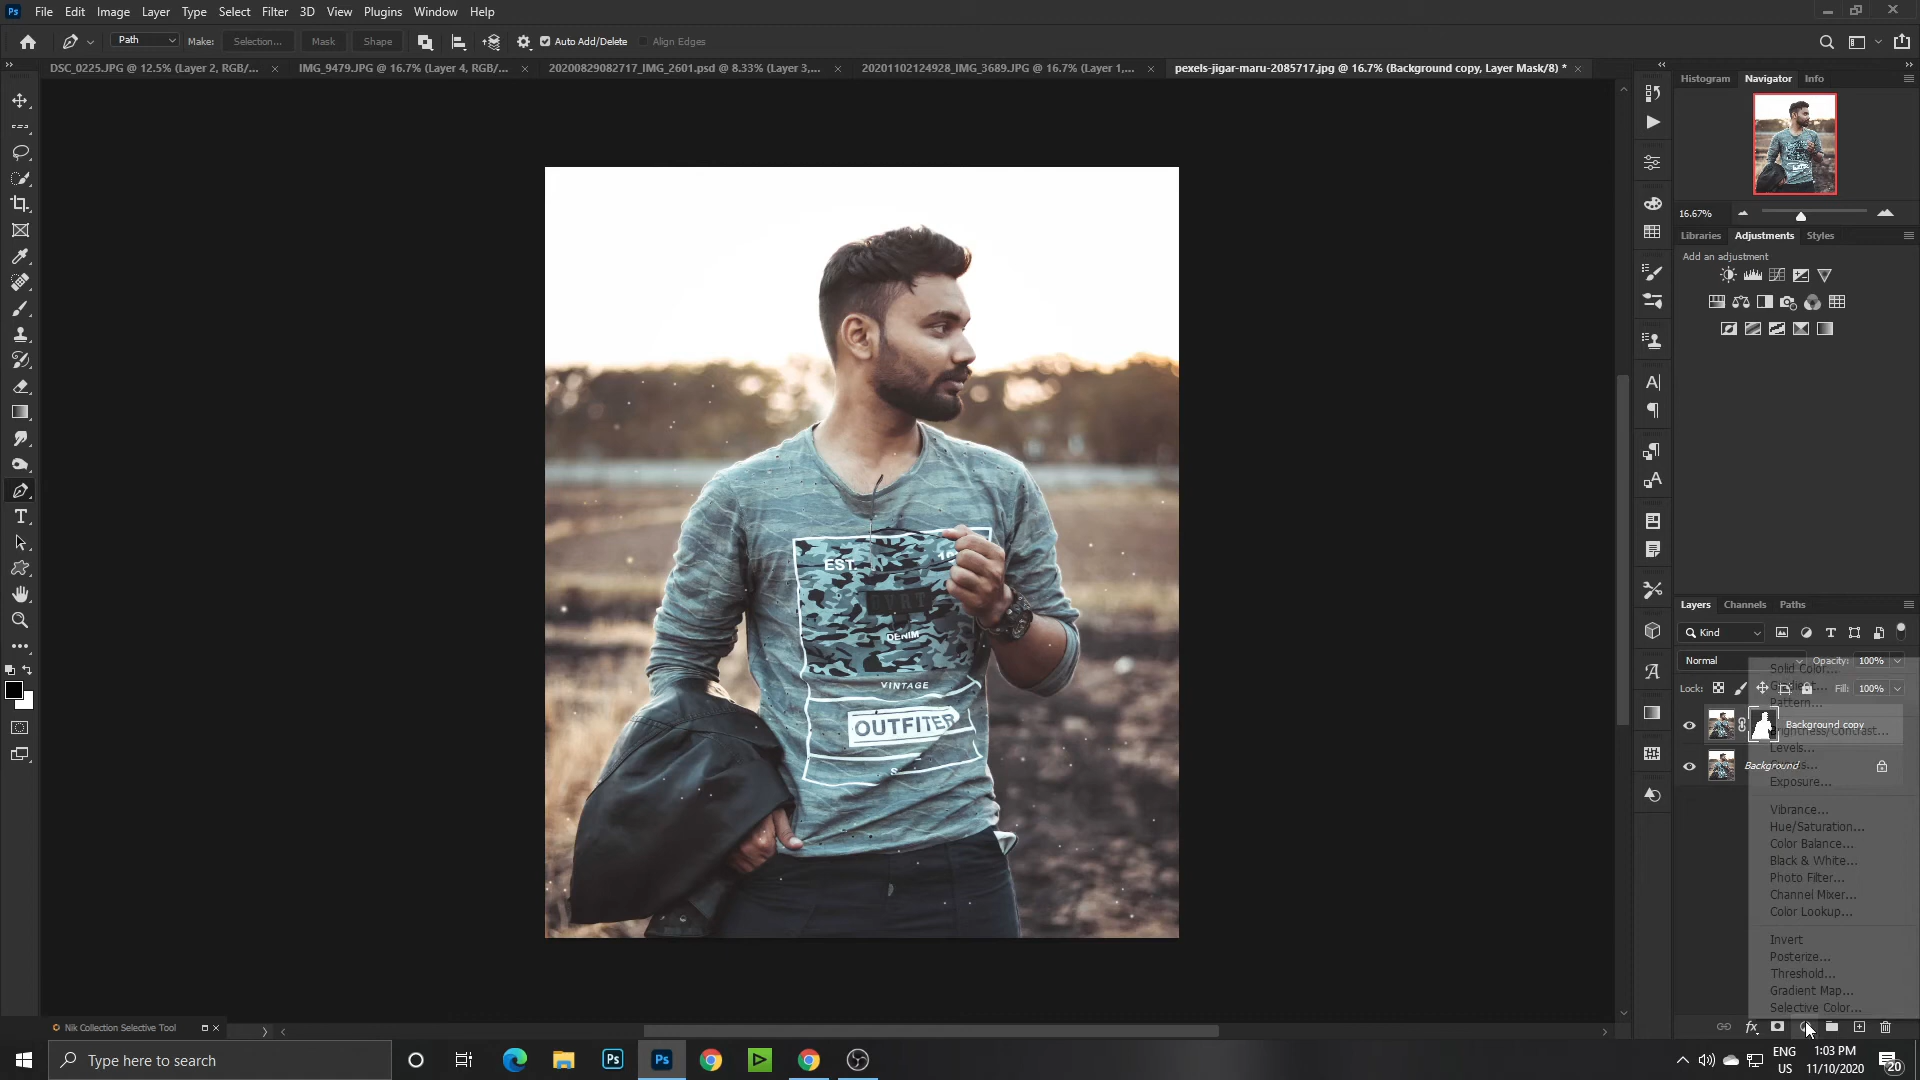 Ps File Edit Image Layer Type Select Filter 3D View Plugins Window Help
Path Make: Selection... Mask Shape Auto Add/Delete Align Edges
DSC_0225.JPG @ 12.5% (Layer 2, RGB/... IMG_9479.JPG @ 16.7% (Layer 4, RGB/... 20200829082717_IMG_2601.psd @ 8.33% (Layer 3,... 20201102124928_IMG_3689.JPG @ 16.7% (Layer 1,... pexels-jigar-maru-2085717.jpg @ 16.7% (Background copy, Layer Mask/8) *
Histogram Navigator Info
16.67%
Libraries Adjustments Styles
Add an adjustment
EST.
DENIM
VINTAGE
OUTFITER
Layers Channels Paths
Kind
Normal Opacity: 100%
Lock: Fill: 100%
Background copy
Background
Solid Color...
Gradient...
Pattern...
Brightness/Contrast...
Levels...
Exposure...
Vibrance...
Hue/Saturation...
Color Balance...
Black & White...
Photo Filter...
Channel Mixer...
Color Lookup...
Invert
Posterize...
Threshold...
Gradient Map...
Selective Color...
fx
Nik Collection Selective Tool
Type here to search
Ps Ps
ENG
US
1:03 PM
11/10/2020
20